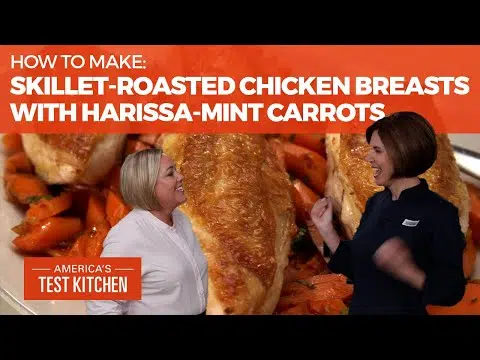 HOW TO MAKE:
SKILLET-ROASTED CHICKEN BREASTS
WITH HARISSA-MINT CARROTS
AMERICA'S
TEST KITCHEN